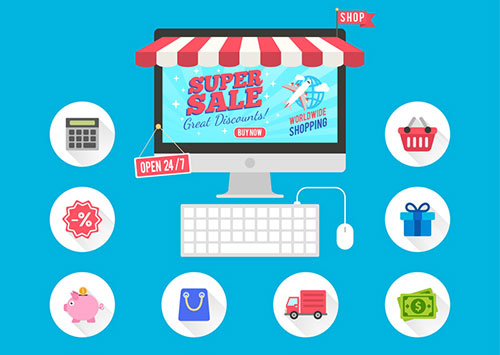 SHOP
SUPER
SALE
Great Discounts!
BUY NOW
WORLDWIDE
SHOPPING
OPEN 24/7
-%
$